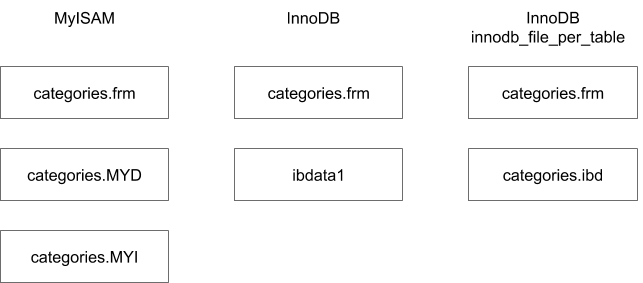 MyISAM
InnoDB
InnoDB
innodb_file_per_table
categories.frm
categories.frm
categories.frm
categories.MYD
ibdata1
categories.ibd
categories.MYI